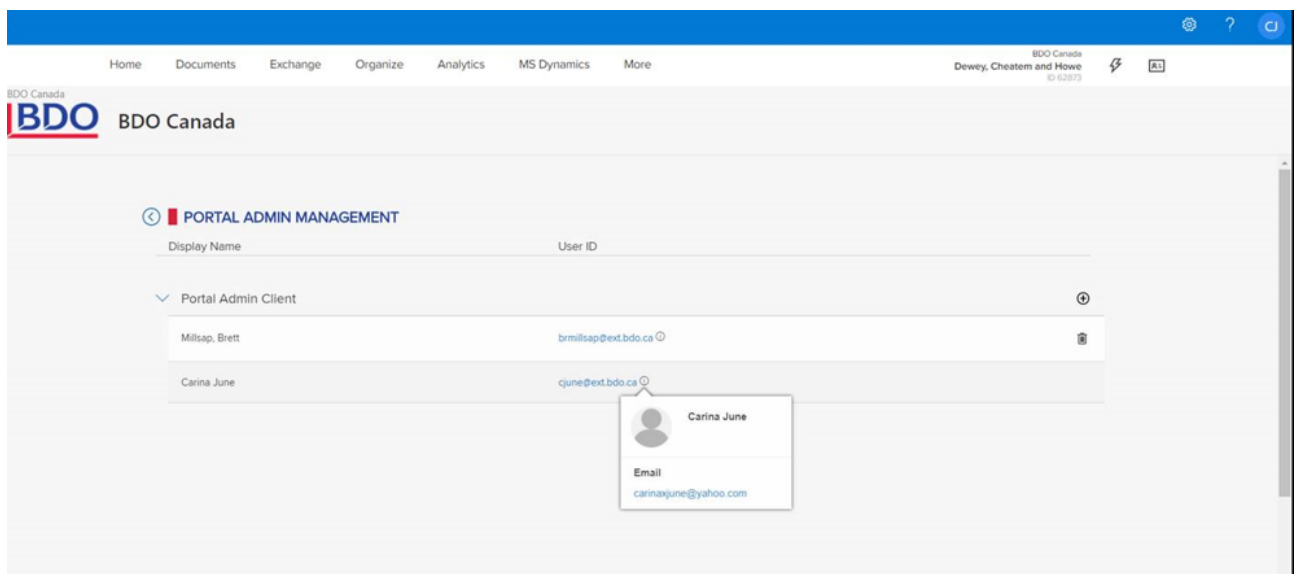 CJ
Home Documents Exchange Organize Analytics MS Dynamics More
BDO Canada
Dewey, Cheatem and Howe
ID 62873
BDO Canada
BDO BDO Canada
PORTAL ADMIN MANAGEMENT
Display Name User ID
Portal Admin Client
Millsap, Brett brmillsap@ext.bdo.ca
Carina June cjune@ext.bdo.ca
Carina June
Email
carinaxjune@yahoo.com